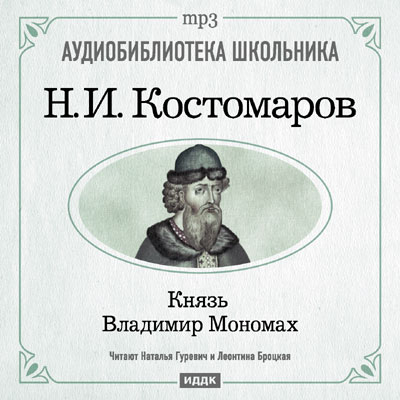 mp3
АУДИОБИБЛИОТЕКА ШКОЛЬНИКА
Н. И. Костомаров
Князь
Владимир Мономах
Читают Наталья Гуревич и Леонтина Броцкая
ИДДК